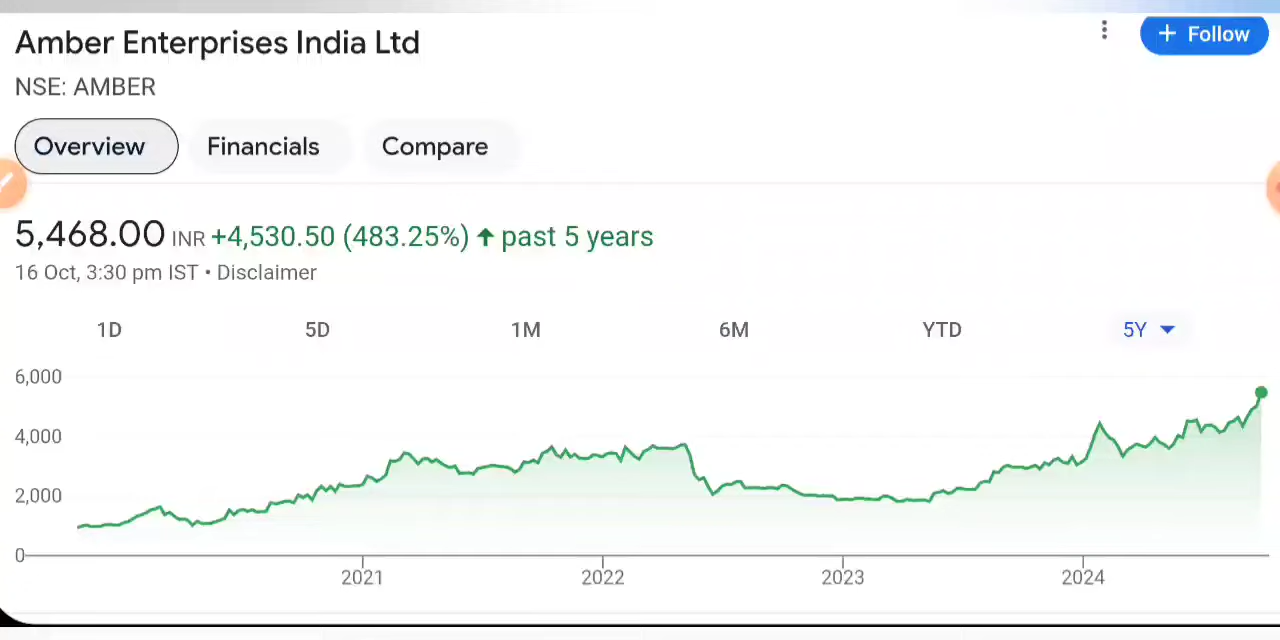 Amber Enterprises India Ltd
+ Follow
NSE: AMBER
Overview Financials Compare
5,468.00 INR +4,530.50 (483.25%) ↑ past 5 years
16 Oct, 3:30 pm IST • Disclaimer
1D 5D 1M 6M YTD 5Y
6,000
4,000
2,000
0
2021 2022 2023 2024